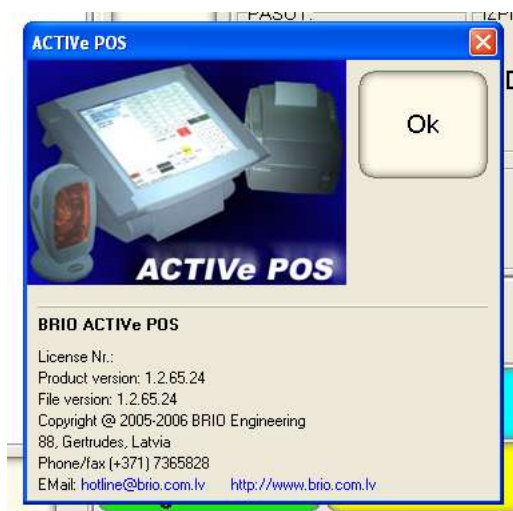 PASŪT:
ACTIVe POS
Ok
ACTIVe POS
BRIO ACTIVe POS
License Nr.:
Product version: 1.2.65.24
File version: 1.2.65.24
Copyright @ 2005-2006 BRIO Engineering
88, Gertrudes, Latvia
Phone/fax (+371) 7365828
EMail: hotline@brio.com.lv http://www.brio.com.lv